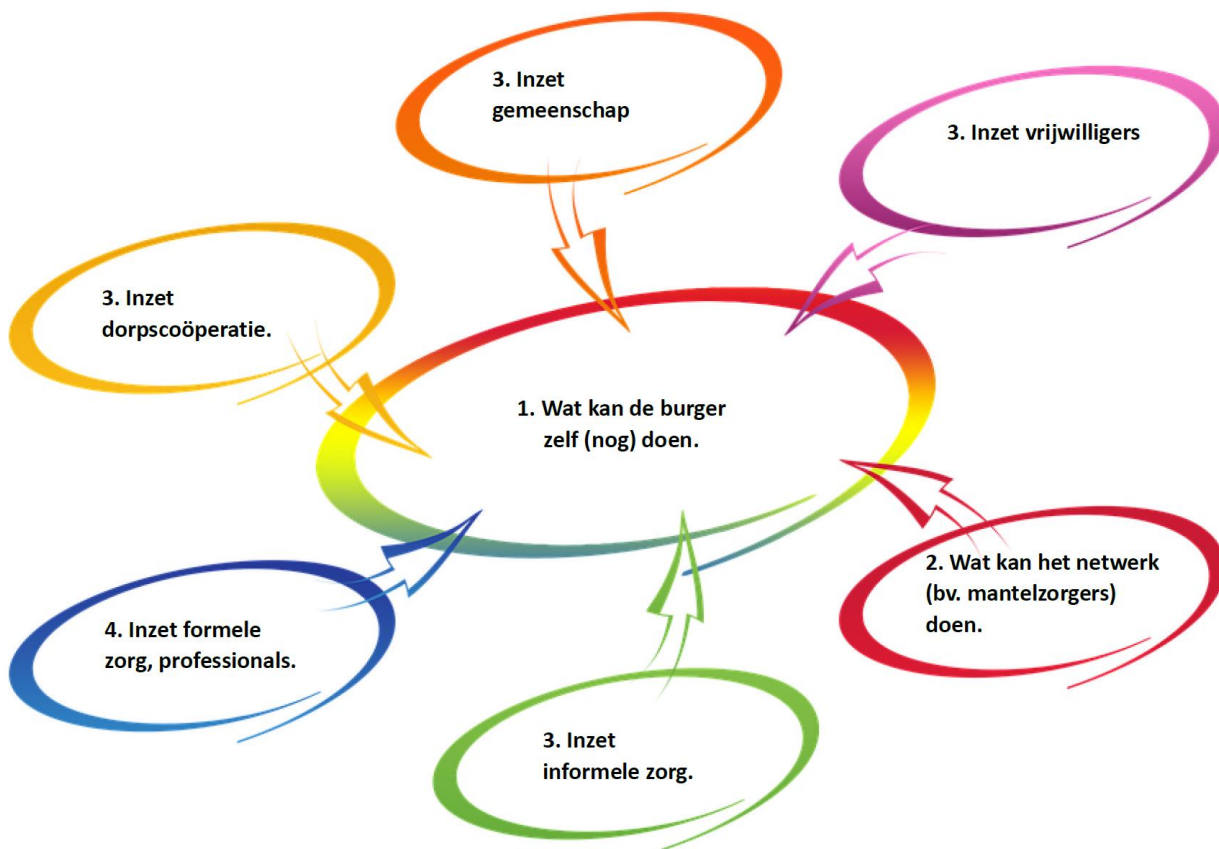 3. Inzet
gemeenschap
3. Inzet vrijwilligers
3. Inzet
dorpscoöperatie.
1. Wat kan de burger
zelf (nog) doen.
2. Wat kan het netwerk
(bv. mantelzorgers)
doen.
4. Inzet formele
zorg, professionals.
3. Inzet
informele zorg.